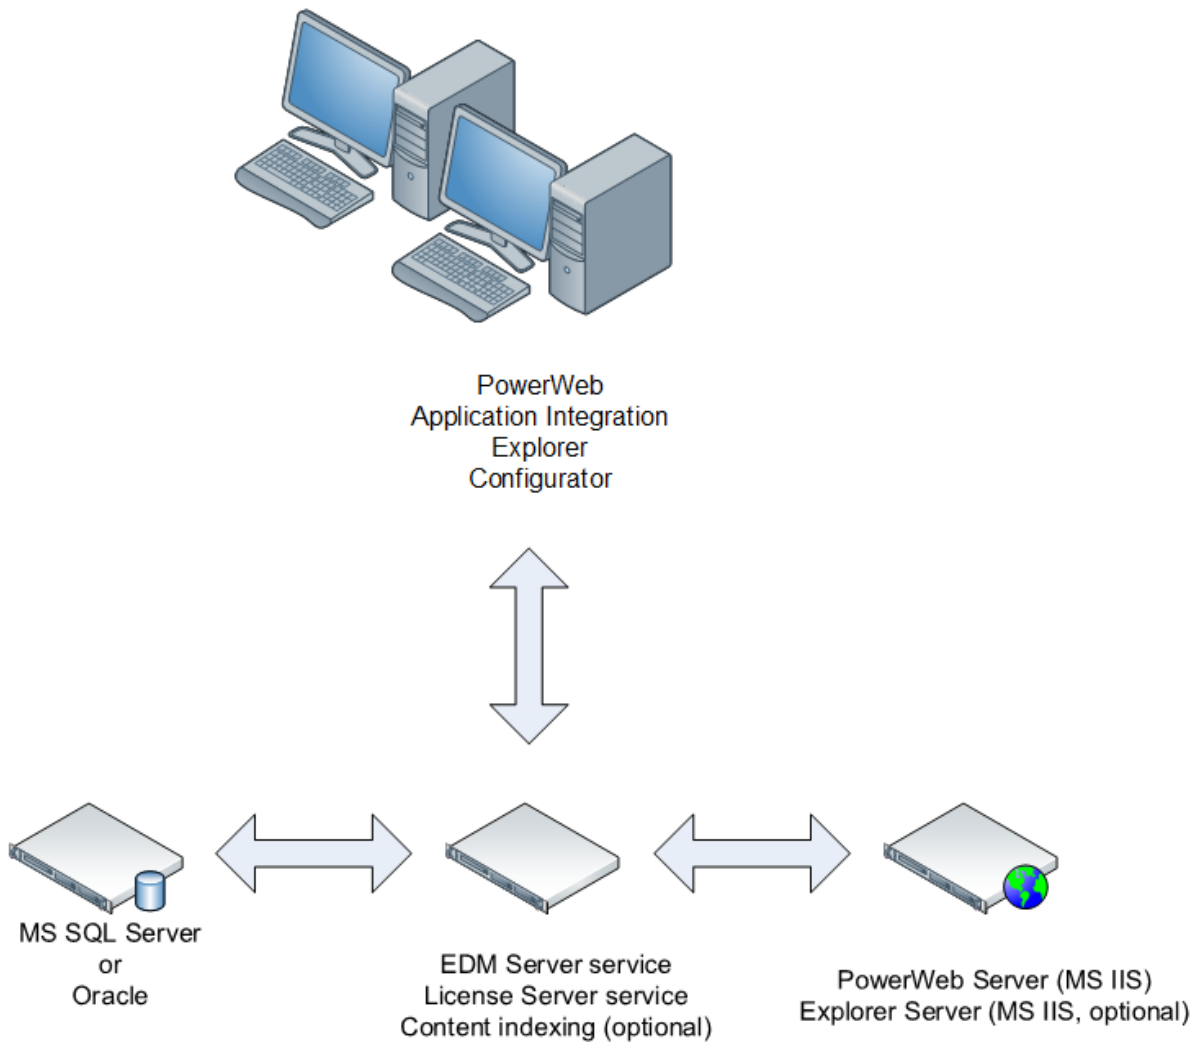 PowerWeb
Application Integration
Explorer
Configurator
MS SQL Server
or
Oracle
EDM Server service
License Server service
Content indexing (optional)
PowerWeb Server (MS IIS)
Explorer Server (MS IIS, optional)